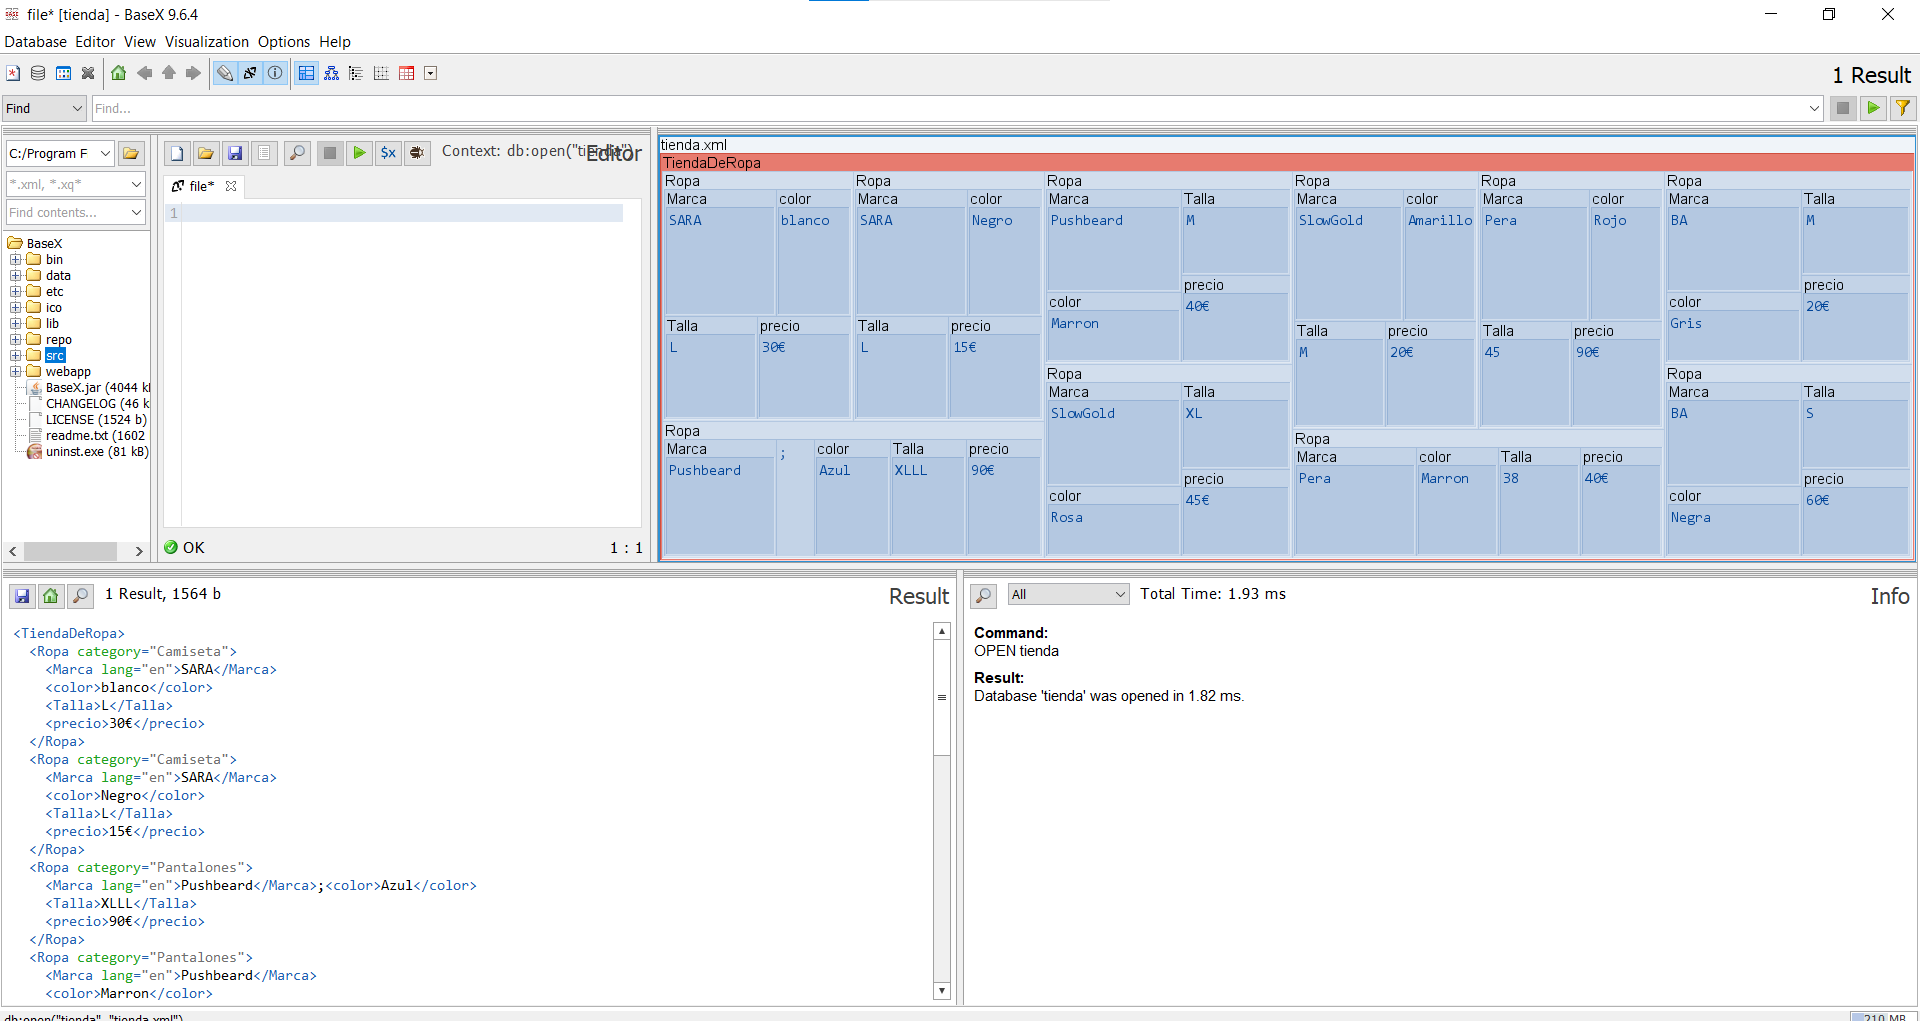 file* [tienda] - BaseX 9.6.4
Database Editor View Visualization Options Help
1 Result
Find
Find...
C:/Program F
*.xml, *.xq*
Find contents...
BaseX
bin
data
etc
ico
lib
repo
src
webapp
BaseX.jar (4044 k
CHANGELOG (46 k
LICENSE (1524 b)
readme.txt (1602
uninst.exe (81 kB)
$x
Context: db:open("tienda")
Editor
file*
1
OK
1 : 1
tienda.xml
TiendaDeRopa
Ropa
Marca color
SARA blanco
Talla precio
L 30€
Ropa
Marca color
SARA Negro
Talla precio
L 15€
Ropa
Marca ; color Talla precio
Pushbeard Azul XLLL 90€
Ropa
Marca Talla
Pushbeard M
color precio
Marron 40€
Ropa
Marca Talla
SlowGold XL
color precio
Rosa 45€
Ropa
Marca color
SlowGold Amarillo
Talla precio
M 20€
Ropa
Marca color
Pera Rojo
Talla precio
45 90€
Ropa
Marca color Talla precio
Pera Marron 38 40€
Ropa
Marca Talla
BA M
color precio
Gris 20€
Ropa
Marca Talla
BA S
color precio
Negra 60€
1 Result, 1564 b
Result
<TiendaDeRopa>
<Ropa category="Camiseta">
<Marca lang="en">SARA</Marca>
<color>blanco</color>
<Talla>L</Talla>
<precio>30€</precio>
</Ropa>
<Ropa category="Camiseta">
<Marca lang="en">SARA</Marca>
<color>Negro</color>
<Talla>L</Talla>
<precio>15€</precio>
</Ropa>
<Ropa category="Pantalones">
<Marca lang="en">Pushbeard</Marca>;<color>Azul</color>
<Talla>XLLL</Talla>
<precio>90€</precio>
</Ropa>
<Ropa category="Pantalones">
<Marca lang="en">Pushbeard</Marca>
<color>Marron</color>
All
Total Time: 1.93 ms
Info
Command:
OPEN tienda
Result:
Database 'tienda' was opened in 1.82 ms.
db:open("tienda", "tienda.xml")
210 MB